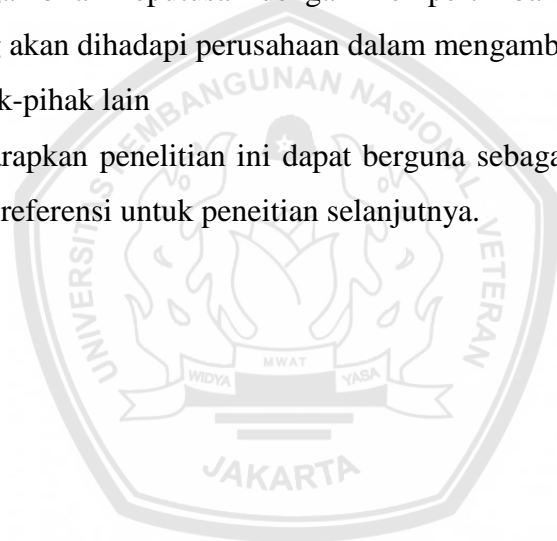 akan dihadapi perusahaan dalam mengamb
k-pihak lain
arapkan penelitian ini dapat berguna sebaga
referensi untuk peneitian selanjutnya.
UNIVERSITAS PEMBANGUNAN NASIONAL VETERAN
MWAT
WIDYA YASA
JAKARTA